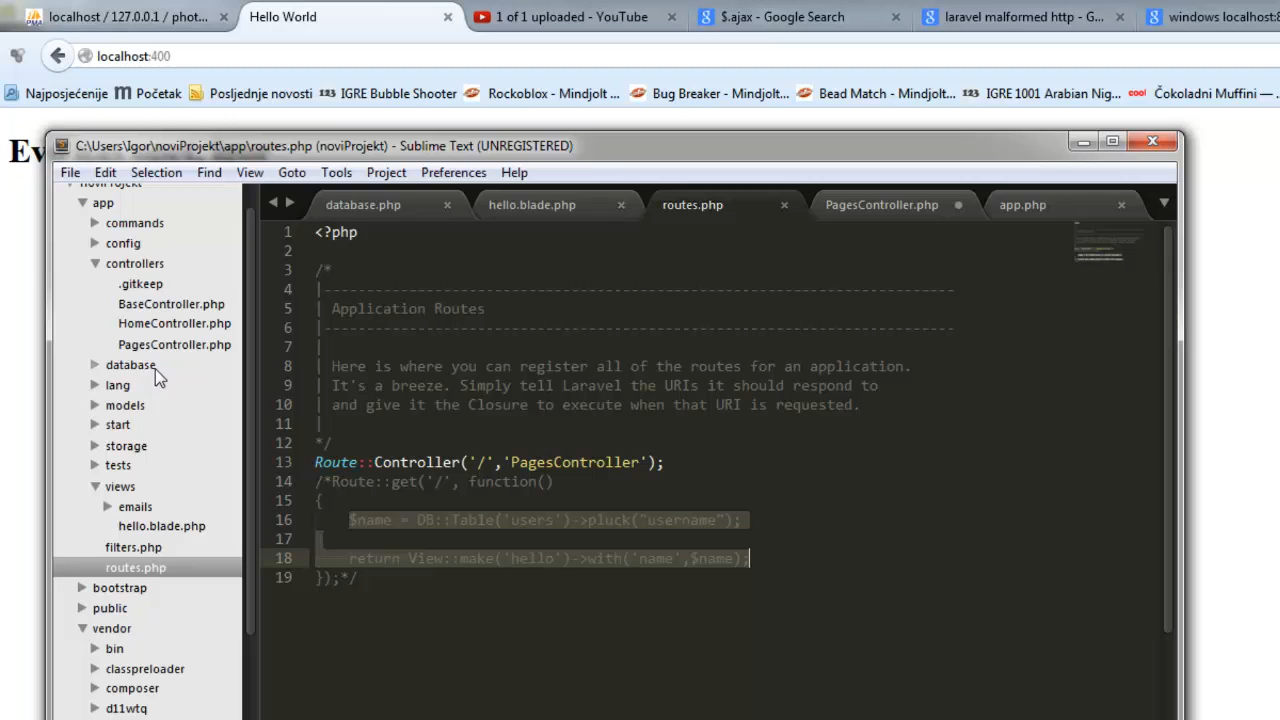 localhost / 127.0.0.1 / phot... Hello World 1 of 1 uploaded - YouTube $.ajax - Google Search laravel malformed http - G... windows localhost:8
localhost:400
Najposjećenije Početak Posljednje novosti 123 IGRE Bubble Shooter Rockoblox - Mindjolt ... Bug Breaker - Mindjolt... Bead Match - Mindjolt... 123 IGRE 1001 Arabian Nig... cool Čokoladni Muffini —...
Ev
C:\Users\Igor\noviProjekt\app\routes.php (noviProjekt) - Sublime Text (UNREGISTERED)
File Edit Selection Find View Goto Tools Project Preferences Help
noviProjekt
app
commands
config
controllers
.gitkeep
BaseController.php
HomeController.php
PagesController.php
database
lang
models
start
storage
tests
views
emails
hello.blade.php
filters.php
routes.php
bootstrap
public
vendor
bin
classpreloader
composer
d11wtq
database.php hello.blade.php routes.php PagesController.php app.php
1 <?php
2
3 /*
4 |--------------------------------------------------------------------------
5 | Application Routes
6 |--------------------------------------------------------------------------
7 |
8 | Here is where you can register all of the routes for an application.
9 | It's a breeze. Simply tell Laravel the URIs it should respond to
10 | and give it the Closure to execute when that URI is requested.
11 |
12 */
13 Route::Controller('/','PagesController');
14 /*Route::get('/', function()
15 {
16 $name = DB::Table('users')->pluck("username");
17
18 return View::make('hello')->with('name',$name);
19 });*/